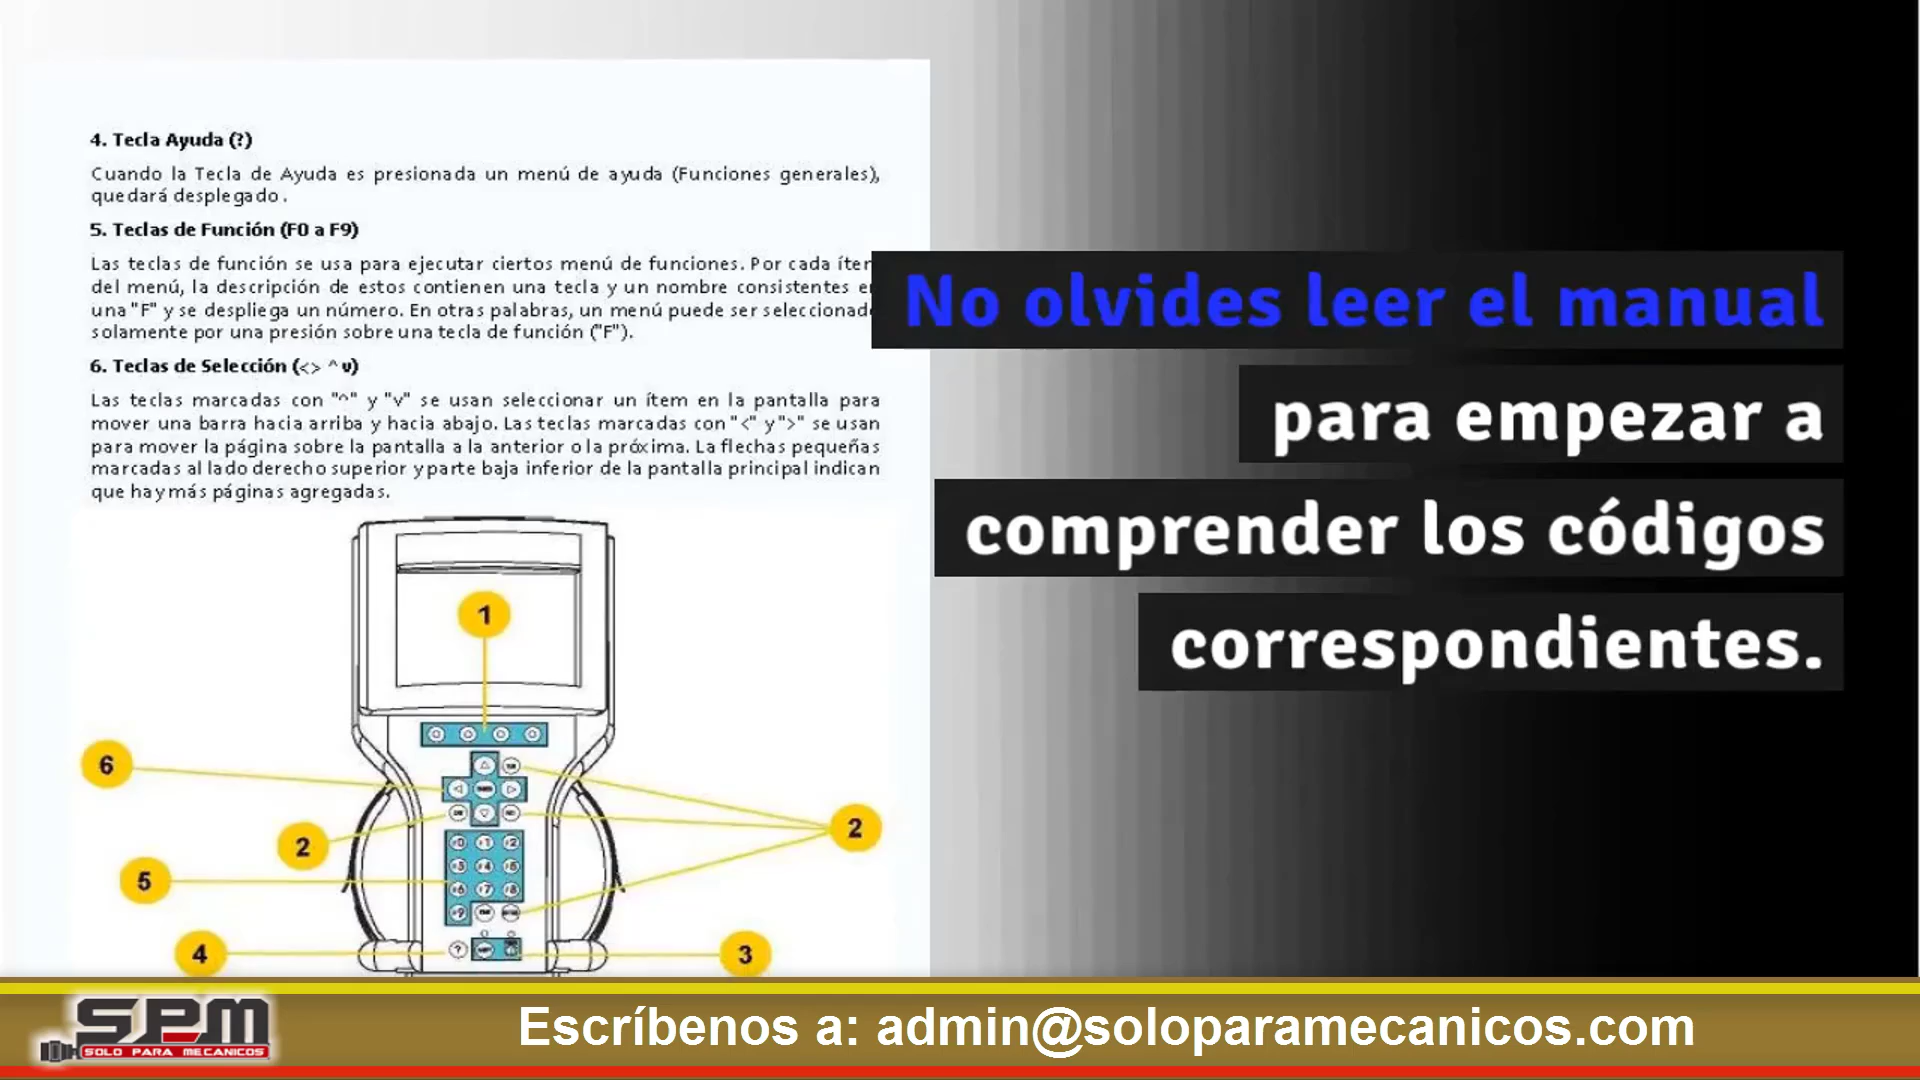 4. Tecla Ayuda (?)
Cuando la Tecla de Ayuda es presionada un menú de ayuda (Funciones generales),
quedará desplegado.
5. Teclas de Función (F0 a F9)
Las teclas de función se usa para ejecutar ciertos menú de funciones. Por cada
del menú, la descripción de estos contienen una tecla y un nombre consistentes
una "F" y se despliega un número. En otras palabras, un menú puede ser
solamente por una presión sobre una tecla de función ("F").
6. Teclas de Selección (<> ^ v)
Las teclas marcadas con "^" y "v" se usan seleccionar un ítem en la pantalla para
mover una barra hacia arriba y hacia abajo. Las teclas marcadas con "<" y ">" se usan
para mover la página sobre la pantalla a la anterior o la próxima. La flechas pequeñas
marcadas al lado derecho superior y parte baja inferior de la pantalla principal indican
que hay más páginas agregadas.
No olvides leer el manual
para empezar a
comprender los códigos
correspondientes.
1
6
2
2
5
4
?
3
SPM
SOLO PARA MECANICOS
Escríbenos a: admin@soloparamecanicos.com